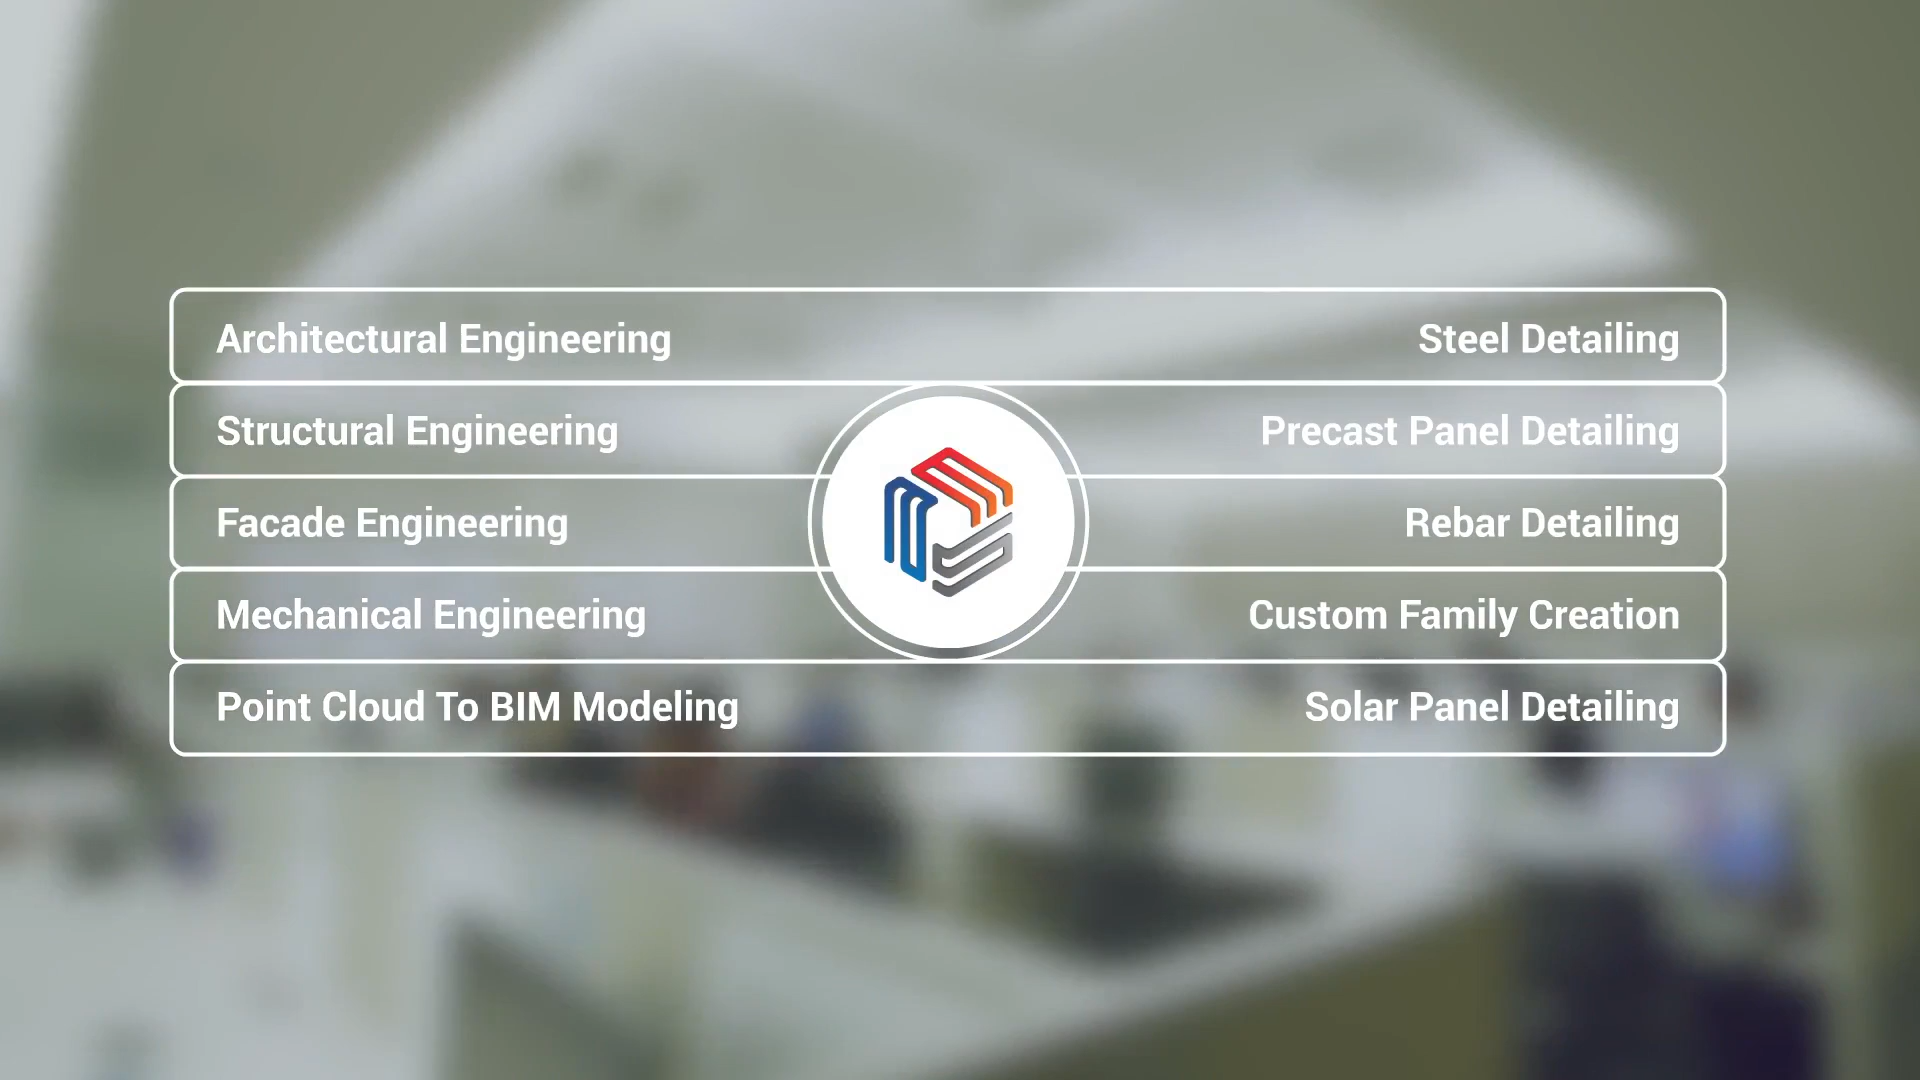 Architectural Engineering
Steel Detailing
Structural Engineering
Precast Panel Detailing
Facade Engineering
Rebar Detailing
Mechanical Engineering
Custom Family Creation
Point Cloud To BIM Modeling
Solar Panel Detailing